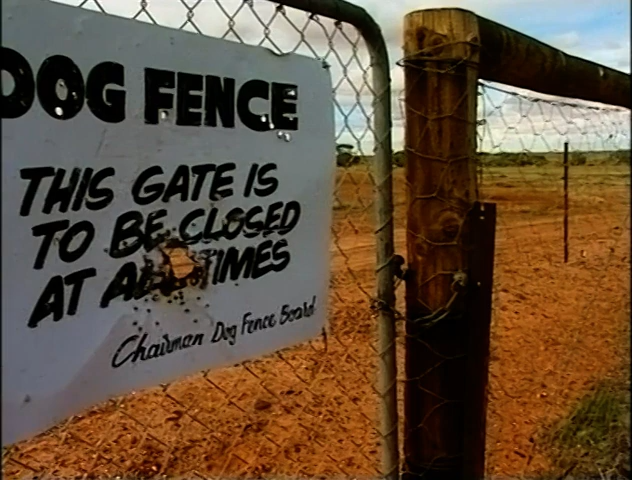 DOG FENCE
THIS GATE IS
TO BE CLOSED
AT ALL TIMES
Chairman Dog Fence Board